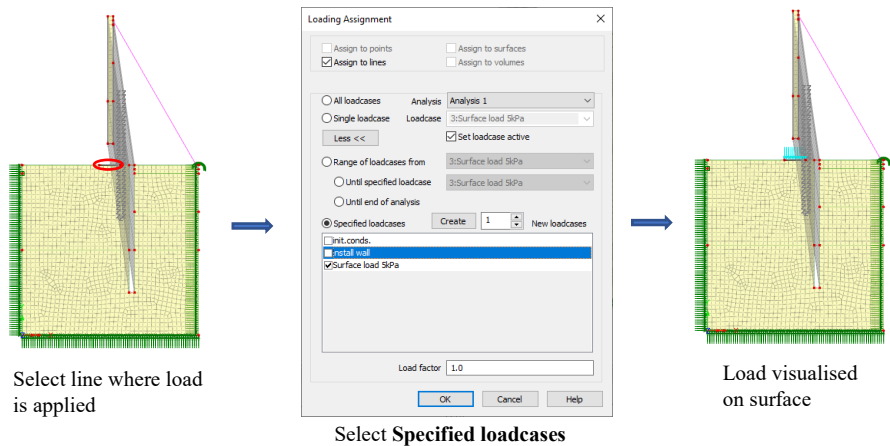 Loading Assignment
Assign to points
Assign to surfaces
Assign to lines
Assign to volumes
All loadcases
Analysis
Analysis 1
Single loadcase
Loadcase
3:Surface load 5kPa
Less <<
Set loadcase active
Range of loadcases from
3:Surface load 5kPa
Until specified loadcase
3:Surface load 5kPa
Until end of analysis
Specified loadcases
Create
1
New loadcases
init.conds.
install wall
Surface load 5kPa
Load factor
1.0
OK
Cancel
Help
Select line where load
is applied
Select Specified loadcases
Load visualised
on surface